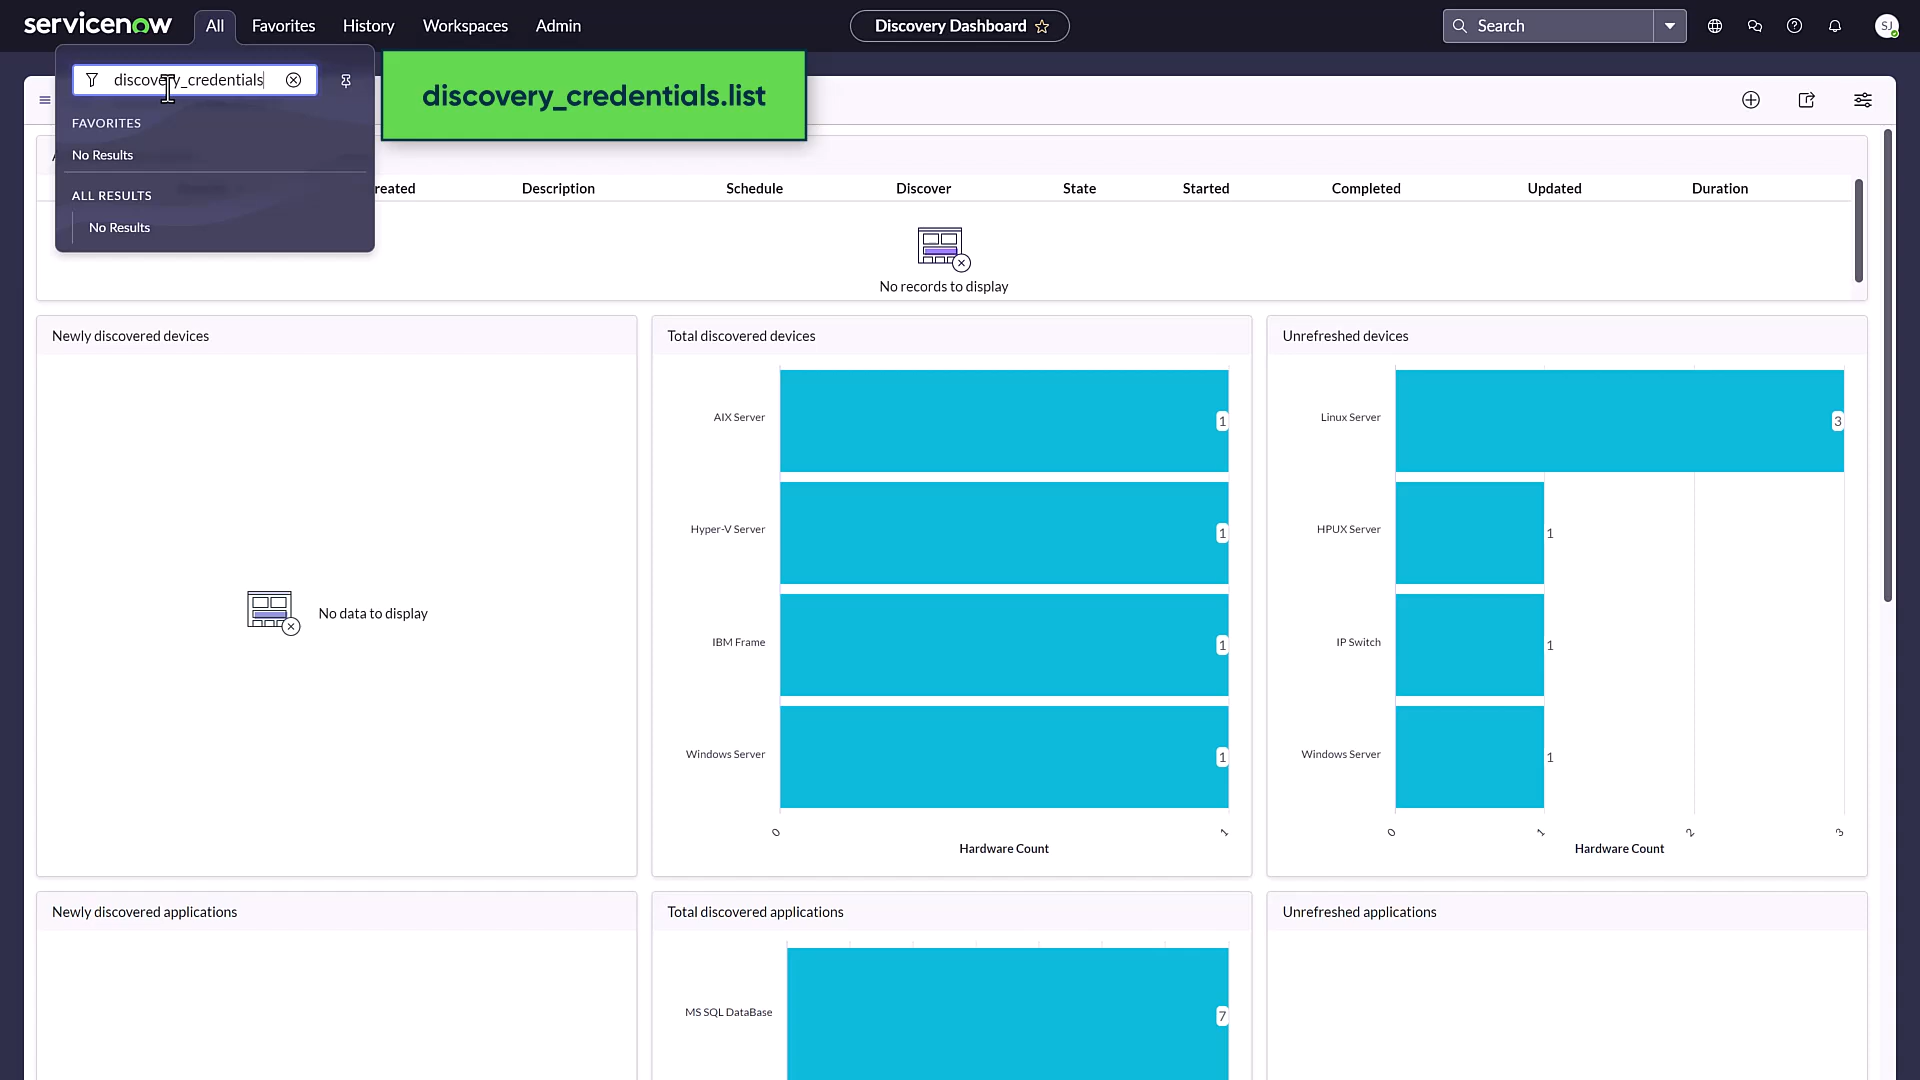 servicenow
All
Favorites
History
Workspaces
Admin
Discovery Dashboard
Search
SJ
discovery_credentials
discovery_credentials.list
FAVORITES
No Results
ALL RESULTS
No Results
reated
Description
Schedule
Discover
State
Started
Completed
Updated
Duration
No records to display
Newly discovered devices
No data to display
Total discovered devices
AIX Server
1
Hyper-V Server
1
IBM Frame
1
Windows Server
1
0
1
Hardware Count
Unrefreshed devices
Linux Server
3
HPUX Server
1
IP Switch
1
Windows Server
1
0
1
2
3
Hardware Count
Newly discovered applications
Total discovered applications
MS SQL DataBase
7
Unrefreshed applications